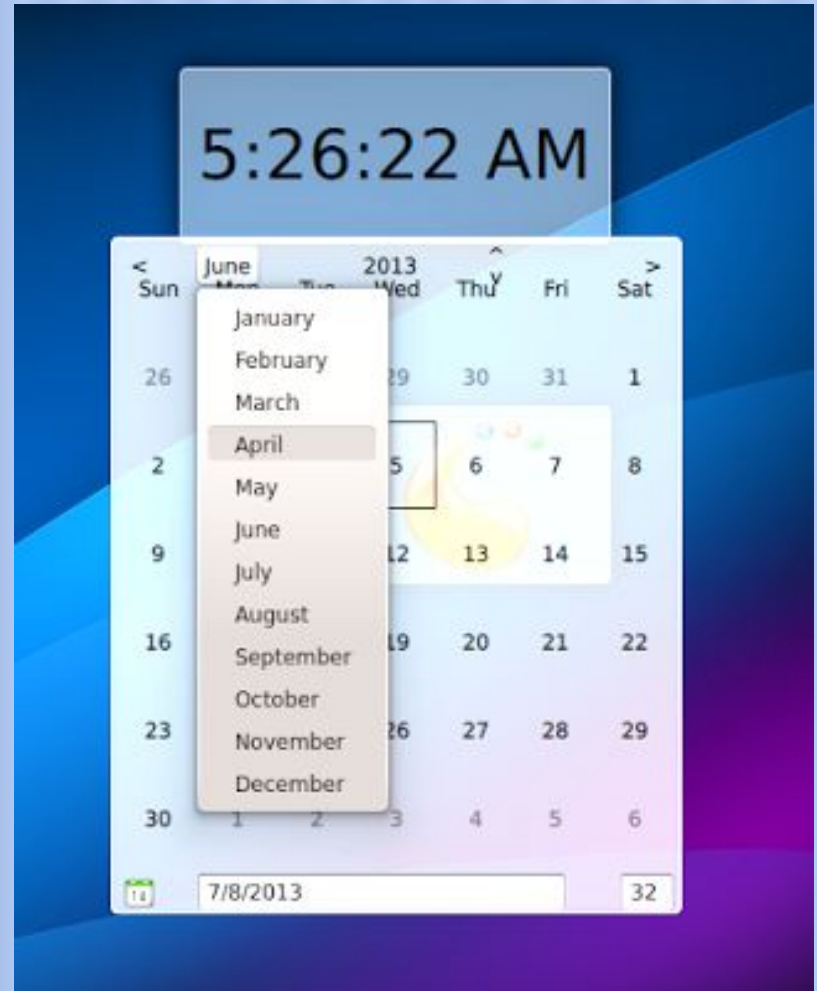 5:26:22 AM
< June 2013 ^ v >
Sun Mon Tue Wed Thu Fri Sat
January
February
26 29 30 31 1
March
April
2 5 6 7 8
May
June
9 12 13 14 15
July
August
16 19 20 21 22
September
October
23 26 27 28 29
November
December
30 1 2 3 4 5 6
7/8/2013 32